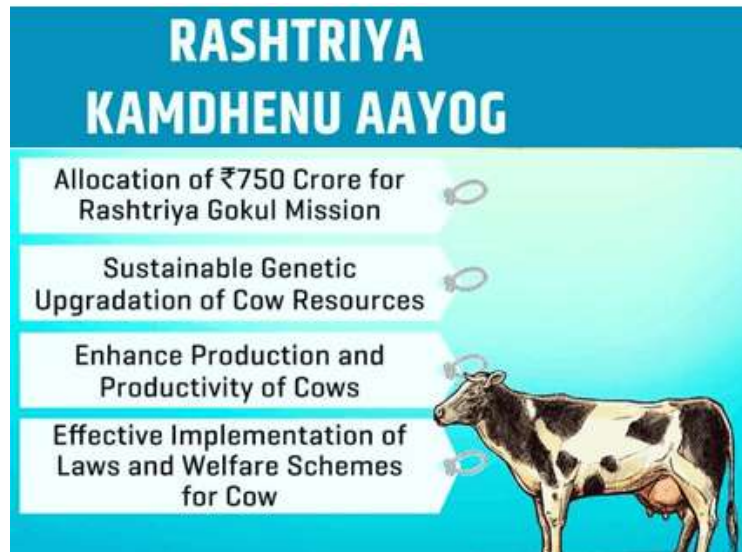 RASHTRIYA
KAMDHENU AAYOG
Allocation of ₹750 Crore for
Rashtriya Gokul Mission
Sustainable Genetic
Upgradation of Cow Resources
Enhance Production and
Productivity of Cows
Effective Implementation of
Laws and Welfare Schemes
for Cow